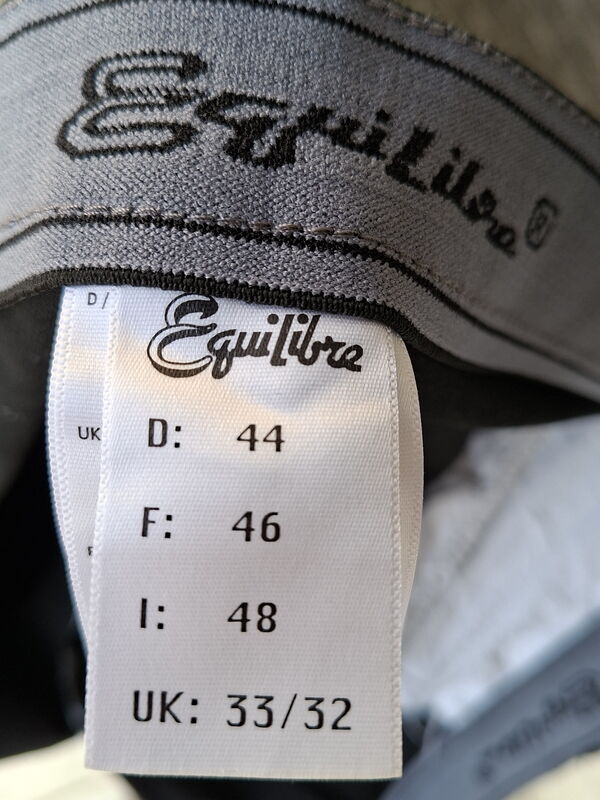 Equilibre®
D/
Equilibre
D: 44
UK
F: 46
I: 48
UK: 33/32